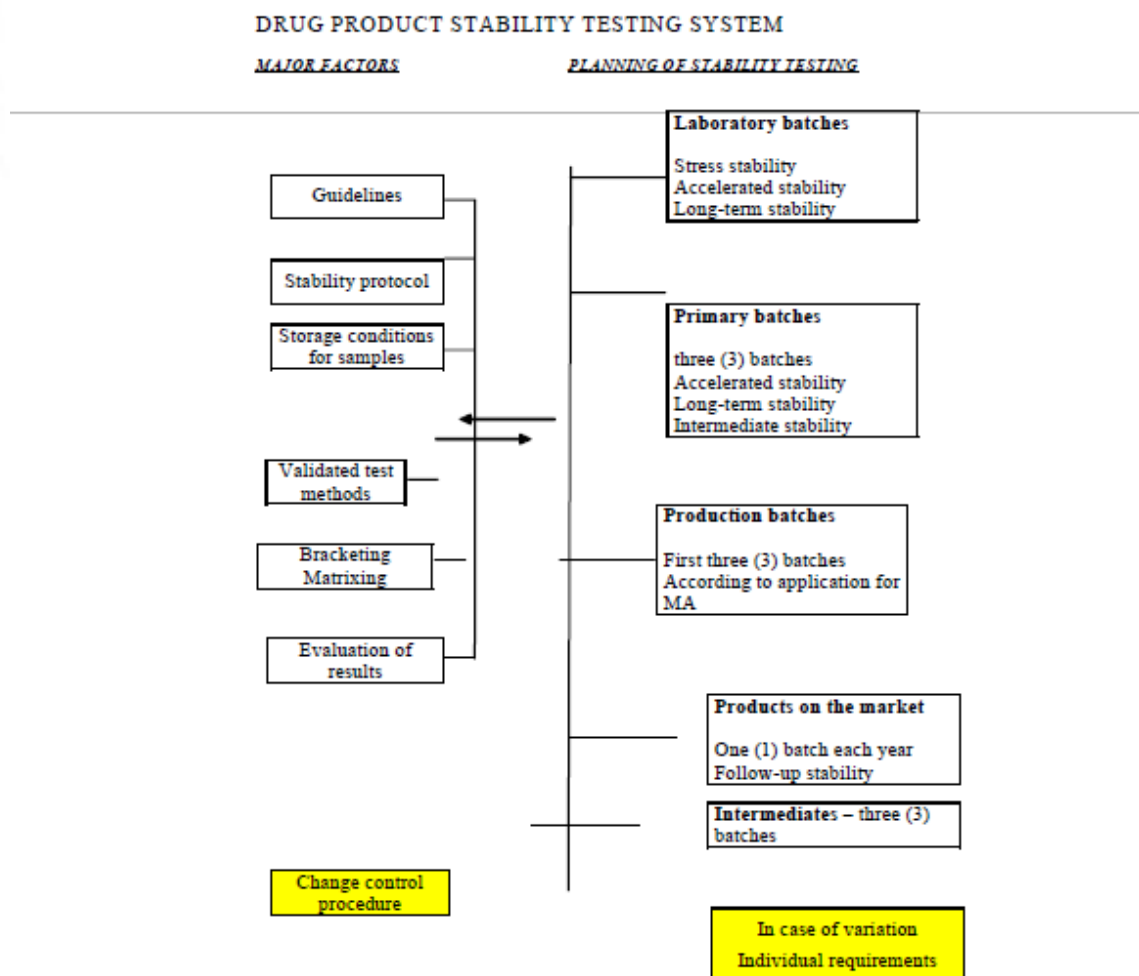 DRUG PRODUCT STABILITY TESTING SYSTEM
MAJOR FACTORS
PLANNING OF STABILITY TESTING
Guidelines
Stability protocol
Storage conditions
for samples
Validated test
methods
Bracketing
Matrixing
Evaluation of
results
Change control
procedure
Laboratory batches
Stress stability
Accelerated stability
Long-term stability
Primary batches
three (3) batches
Accelerated stability
Long-term stability
Intermediate stability
Production batches
First three (3) batches
According to application for
MA
Products on the market
One (1) batch each year
Follow-up stability
Intermediates – three (3)
batches
In case of variation
Individual requirements